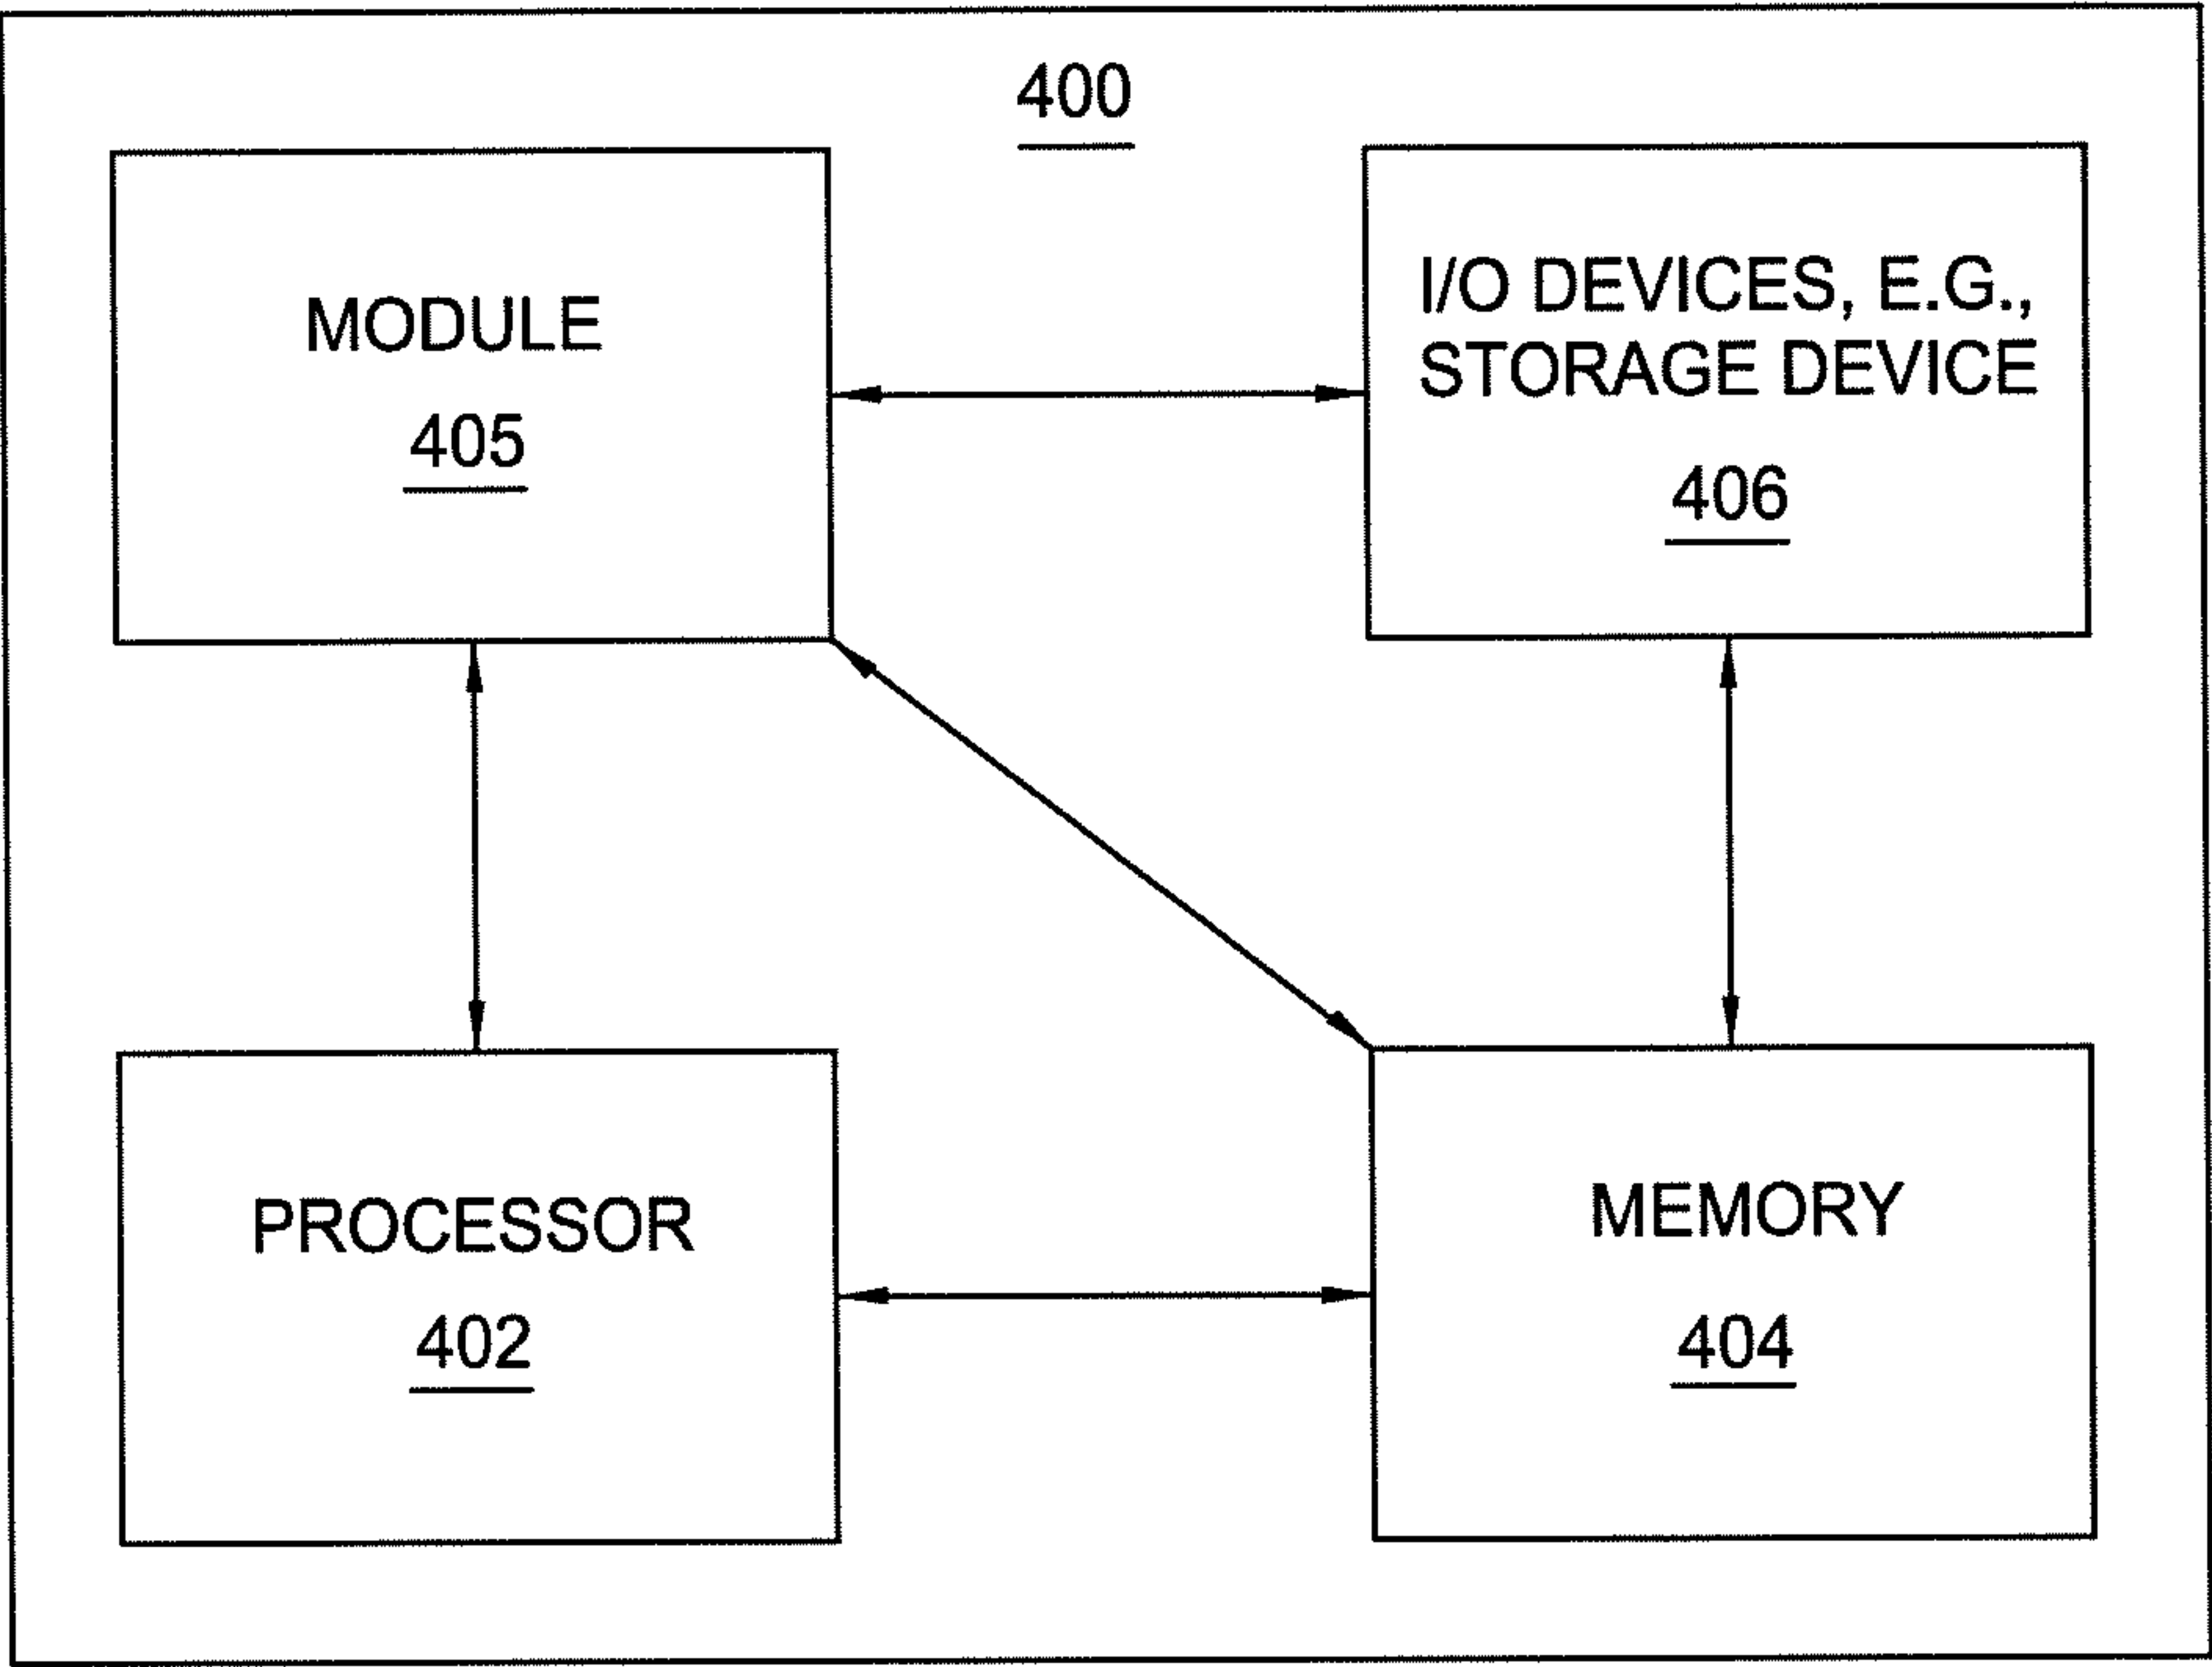 400
MODULE
405
I/O DEVICES, E.G.,
STORAGE DEVICE
406
PROCESSOR
402
MEMORY
404